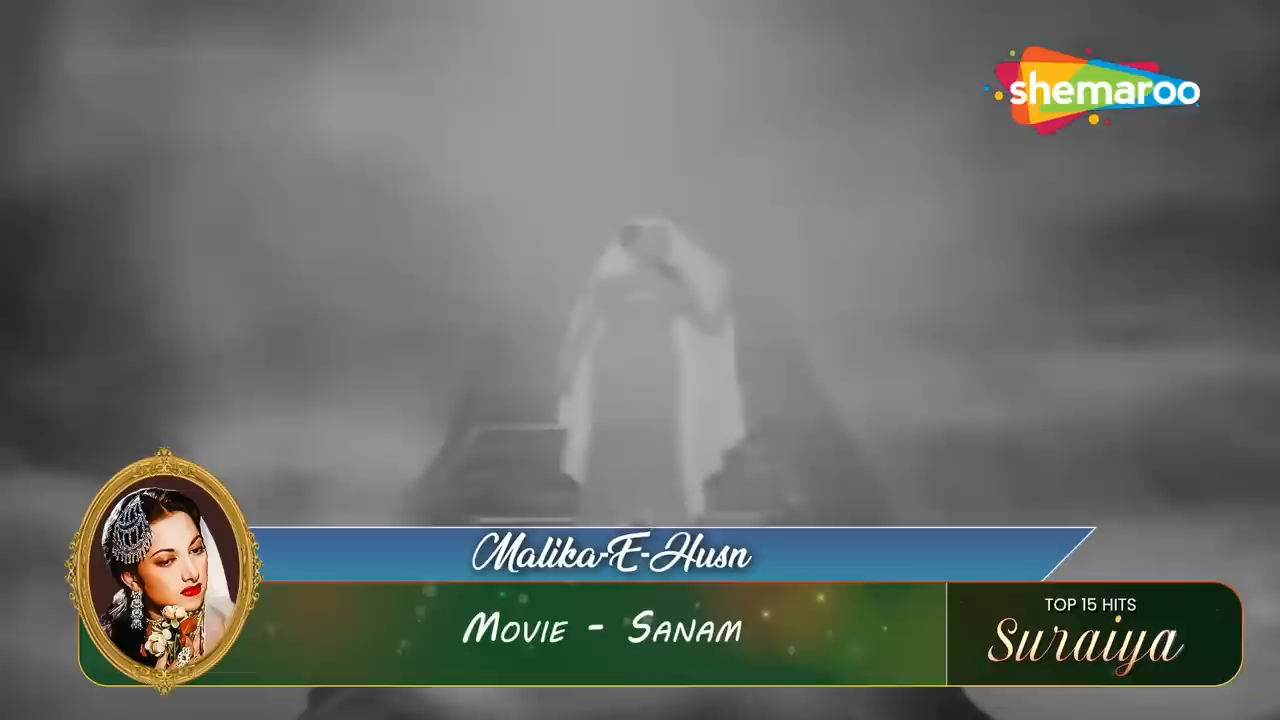 shemaroo
Malika-E-Husn
Movie - Sanam
TOP 15 HITS
Suraiya